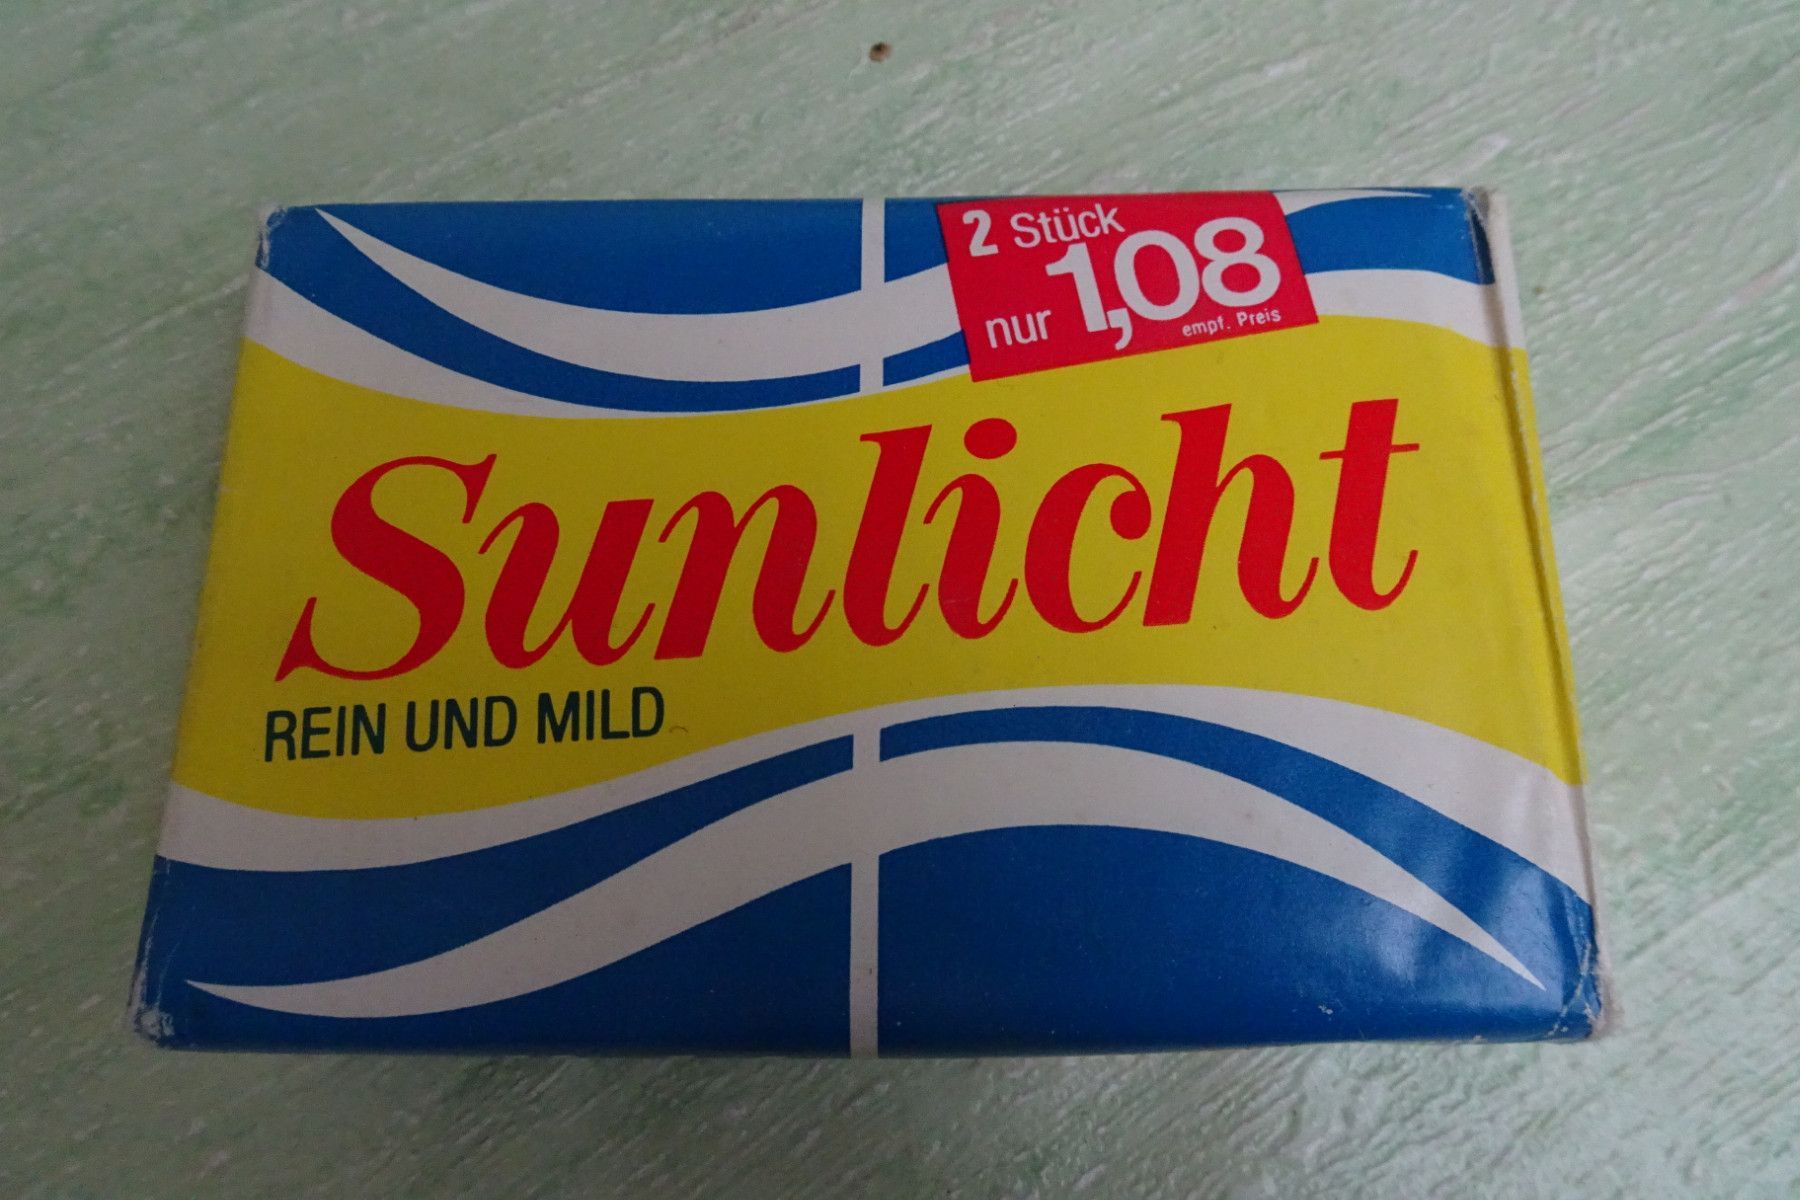 2 Stück
nur 1,08
empf. Preis
Sunlicht
REIN UND MILD